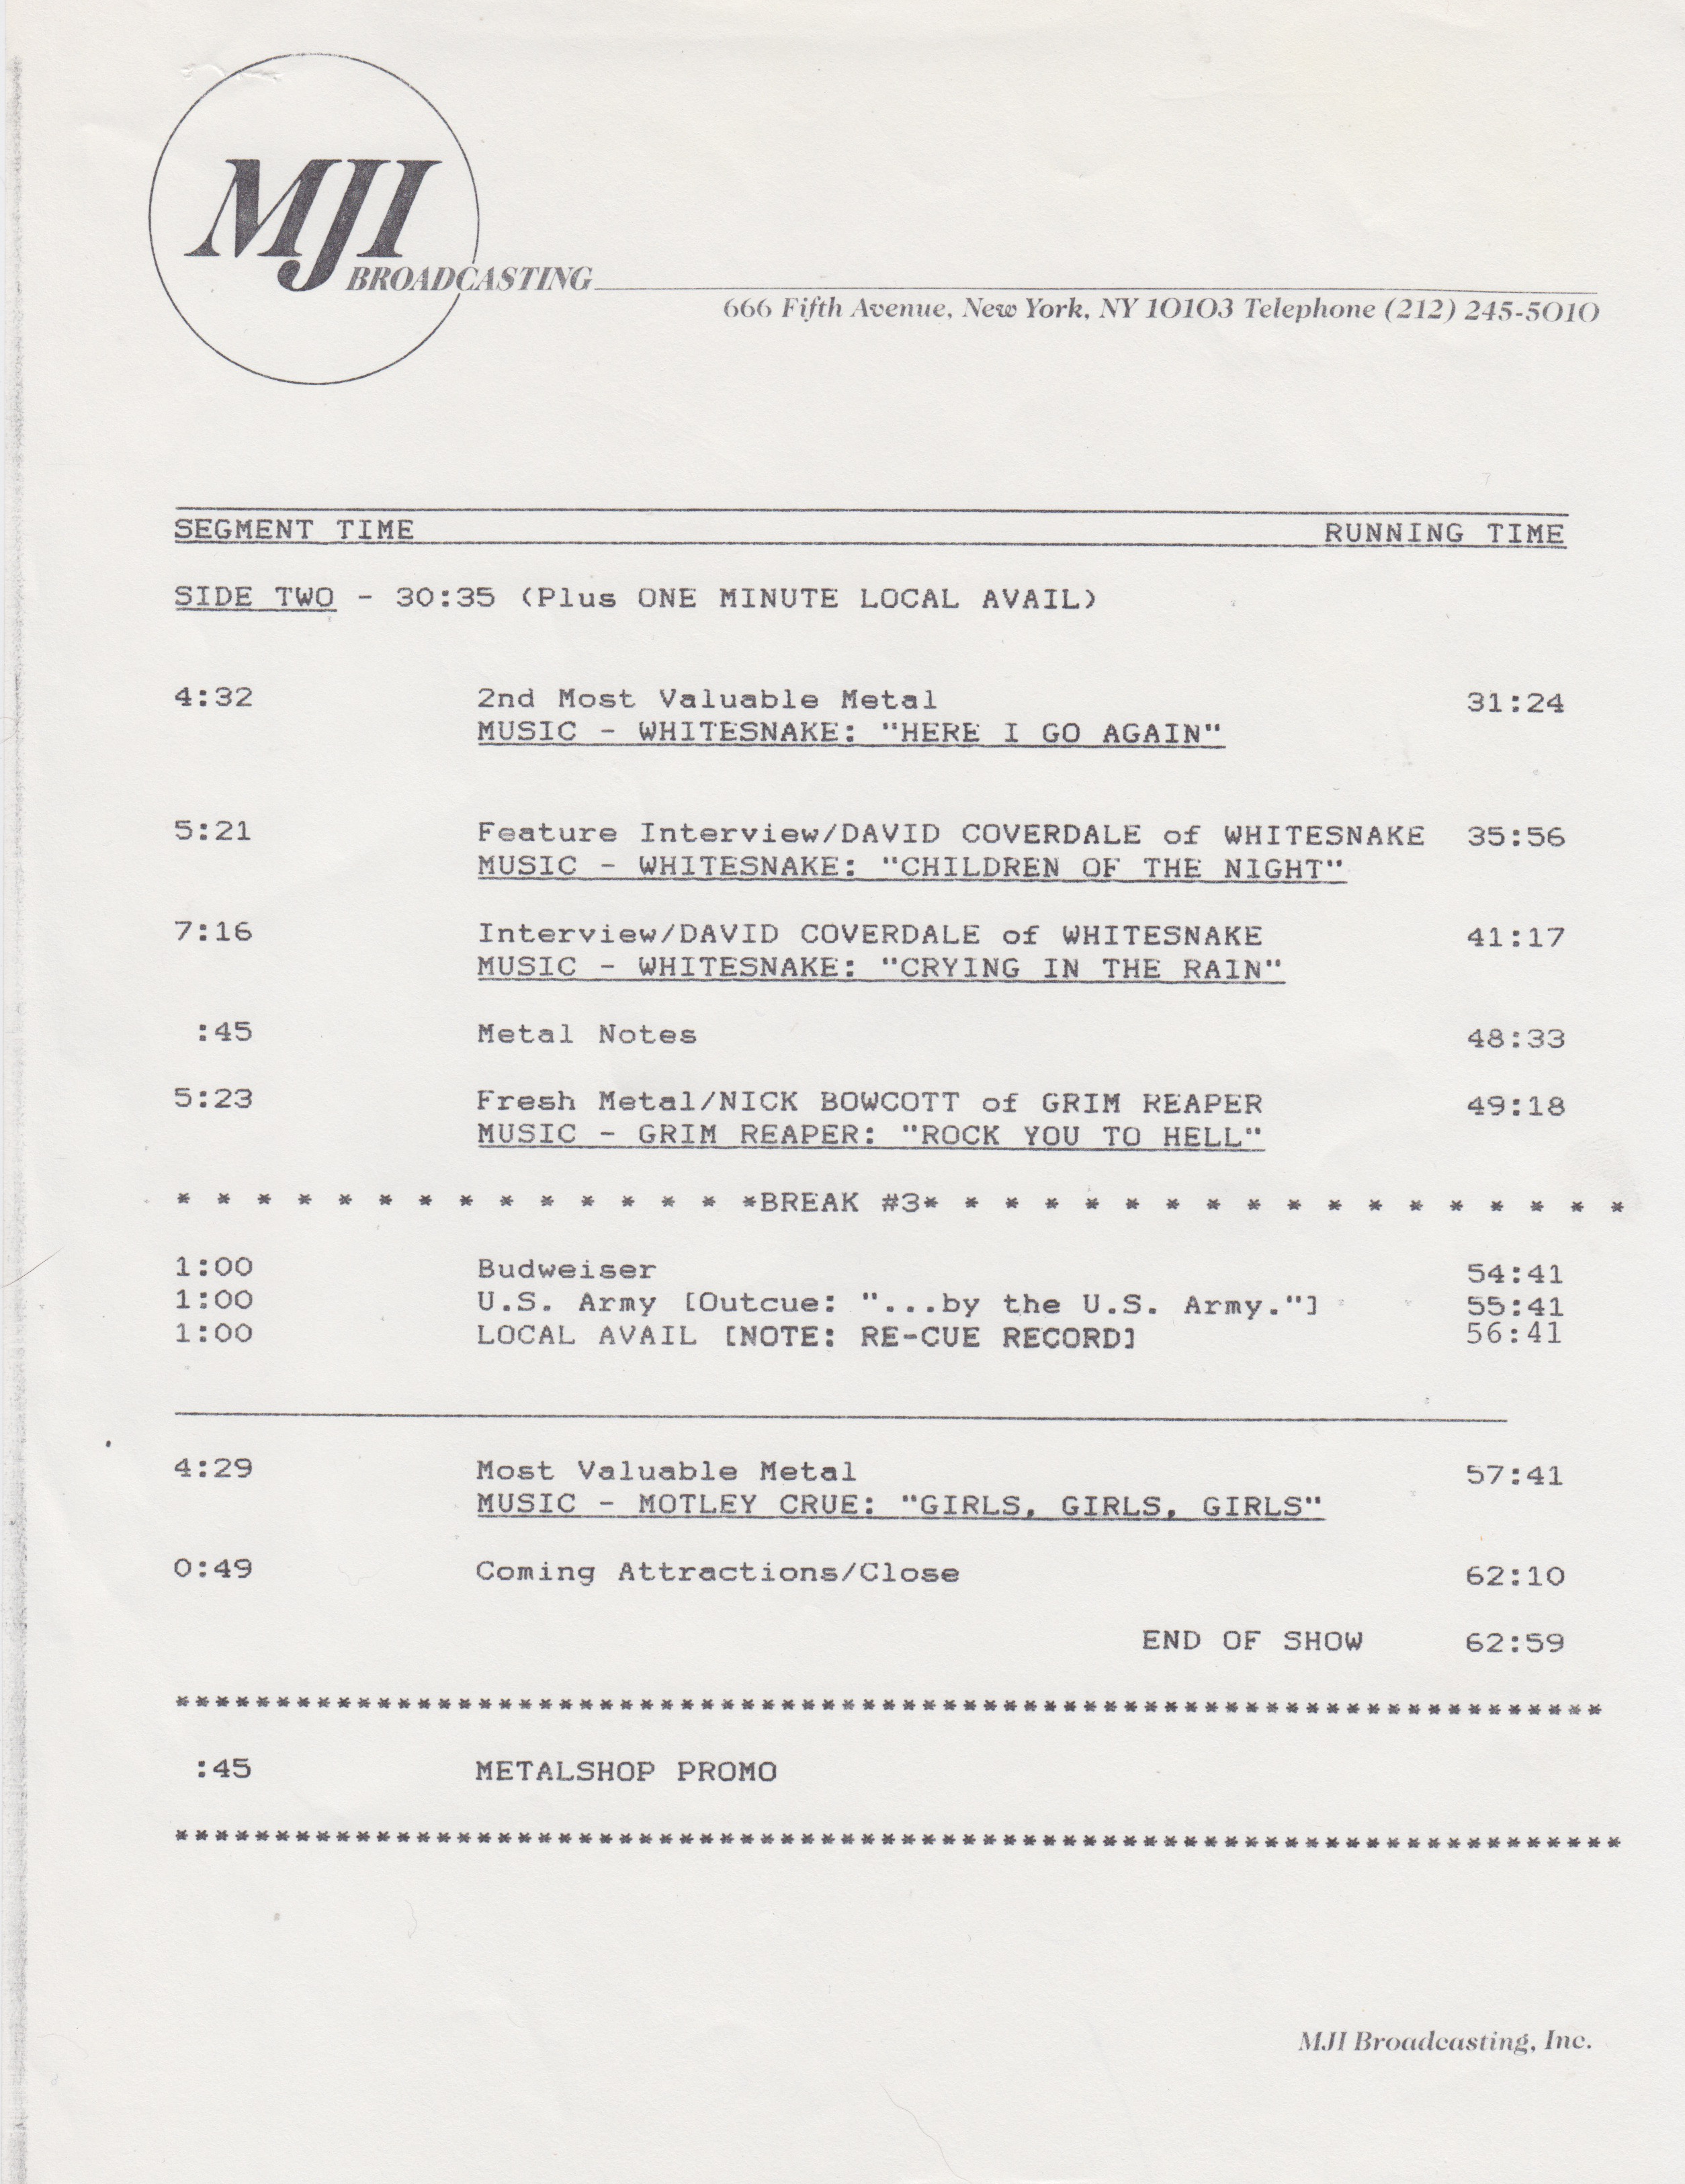 MJI
BROADCASTING
666 Fifth Avenue, New York, NY 10103 Telephone (212) 245-5010
SEGMENT TIME RUNNING TIME
SIDE TWO - 30:35 (Plus ONE MINUTE LOCAL AVAIL)
4:32 2nd Most Valuable Metal 31:24
MUSIC - WHITESNAKE: "HERE I GO AGAIN"
5:21 Feature Interview/DAVID COVERDALE of WHITESNAKE 35:56
MUSIC - WHITESNAKE: "CHILDREN OF THE NIGHT"
7:16 Interview/DAVID COVERDALE of WHITESNAKE 41:17
MUSIC - WHITESNAKE: "CRYING IN THE RAIN"
:45 Metal Notes 48:33
5:23 Fresh Metal/NICK BOWCOTT of GRIM REAPER 49:18
MUSIC - GRIM REAPER: "ROCK YOU TO HELL"
* * * * * * * * * * * * * * *BREAK #3* * * * * * * * * * * * * * * * * *
1:00 Budweiser 54:41
1:00 U.S. Army [Outcue: "...by the U.S. Army."] 55:41
1:00 LOCAL AVAIL [NOTE: RE-CUE RECORD] 56:41
4:29 Most Valuable Metal 57:41
MUSIC - MOTLEY CRUE: "GIRLS, GIRLS, GIRLS"
0:49 Coming Attractions/Close 62:10
END OF SHOW 62:59
***********************************************************************
:45 METALSHOP PROMO
************************************************************************
MJI Broadcasting, Inc.